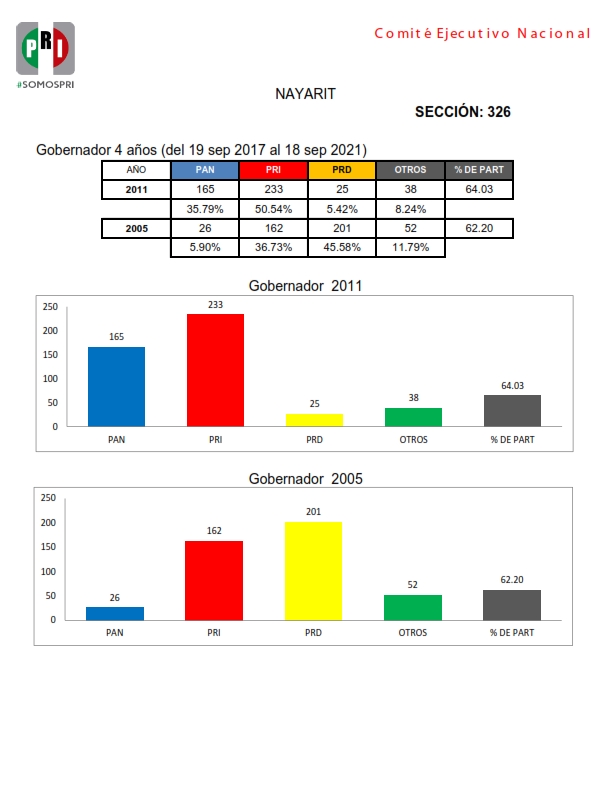 PRI
#SOMOSPRI
Comité Ejecutivo Nacional
NAYARIT
SECCIÓN: 326
Gobernador 4 años (del 19 sep 2017 al 18 sep 2021)
AÑO PAN PRI PRD OTROS % DE PART
2011 165 233 25 38 64.03
35.79% 50.54% 5.42% 8.24%
2005 26 162 201 52 62.20
5.90% 36.73% 45.58% 11.79%
Gobernador 2011
250
200
150
100
50
0
165
233
25
38
64.03
PAN PRI PRD OTROS % DE PART
Gobernador 2005
250
200
150
100
50
0
26
162
201
52
62.20
PAN PRI PRD OTROS % DE PART